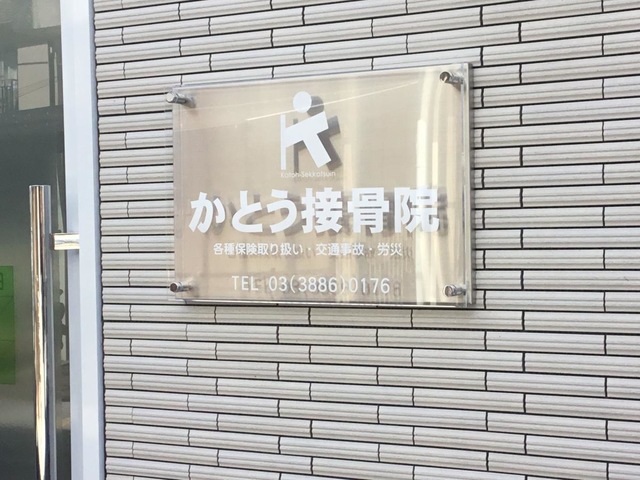 Katoh Sekkotsuin
かとう接骨院
各種保険取り扱い・交通事故・労災
TEL 03(3886)0176